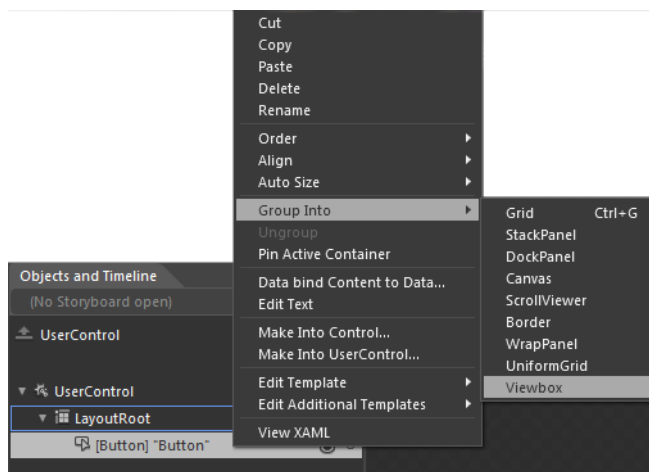 Cut
Copy
Paste
Delete
Rename
Order
Align
Auto Size
Group Into
Ungroup
Pin Active Container
Data bind Content to Data...
Edit Text
Make Into Control...
Make Into UserControl...
Edit Template
Edit Additional Templates
View XAML
Grid Ctrl+G
StackPanel
DockPanel
Canvas
ScrollViewer
Border
WrapPanel
UniformGrid
Viewbox
Objects and Timeline
(No Storyboard open)
UserControl
UserControl
LayoutRoot
[Button] "Button"